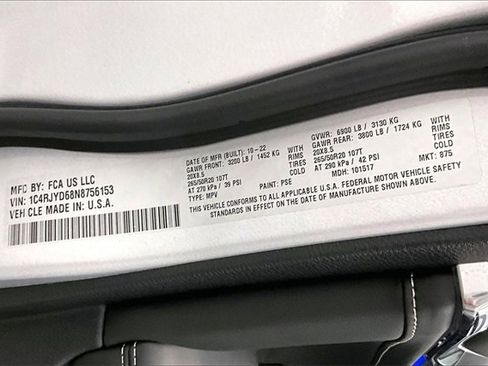 MFD BY: FCA US LLC
VIN: 1C4RJYD68N8756153
VEHICLE MADE IN: U.S.A.
DATE OF MFR (BUILT): 10-22
GAWR FRONT: 3200 LB / 1452 KG WITH
20X8.5 RIMS
265/50R20 107T TIRES
AT 270 kPa / 39 PSI COLD
TYPE: MPV PAINT: PSE
GVWR: 6900 LB / 3130 KG
GAWR REAR: 3800 LB / 1724 KG WITH
20X8.5 RIMS
265/50R20 107T TIRES
AT 290 kPa / 42 PSI COLD
MDH: 101517 MKT: 875
THIS VEHICLE CONFORMS TO ALL APPLICABLE U.S.A. FEDERAL MOTOR VEHICLE SAFETY
STANDARDS IN EFFECT ON THE DATE OF MANUFACTURE SHOWN ABOVE.